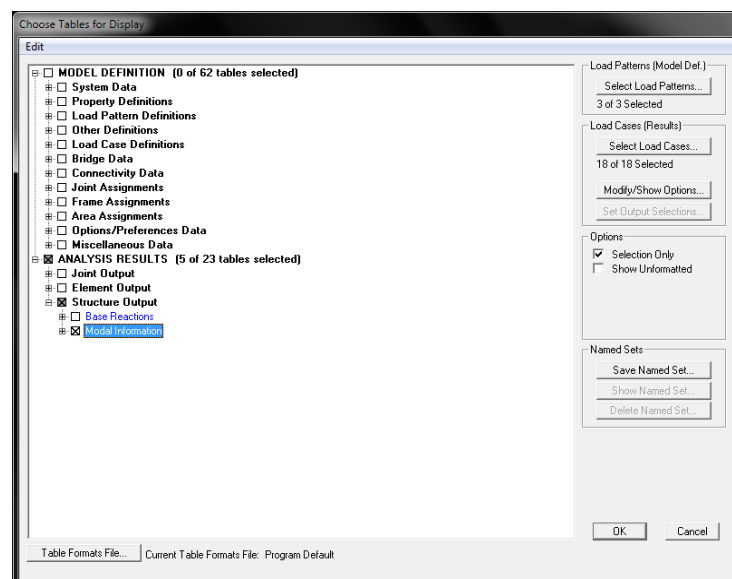 Choose Tables for Display
Edit
MODEL DEFINITION (0 of 62 tables selected)
System Data
Property Definitions
Load Pattern Definitions
Other Definitions
Load Case Definitions
Bridge Data
Connectivity Data
Joint Assignments
Frame Assignments
Area Assignments
Options/Preferences Data
Miscellaneous Data
ANALYSIS RESULTS (5 of 23 tables selected)
Joint Output
Element Output
Structure Output
Base Reactions
Modal Information
Load Patterns (Model Def.)
Select Load Patterns...
3 of 3 Selected
Load Cases (Results)
Select Load Cases...
18 of 18 Selected
Modify/Show Options...
Set Output Selections...
Options
Selection Only
Show Unformatted
Named Sets
Save Named Set...
Show Named Set...
Delete Named Set...
OK Cancel
Table Formats File... Current Table Formats File: Program Default